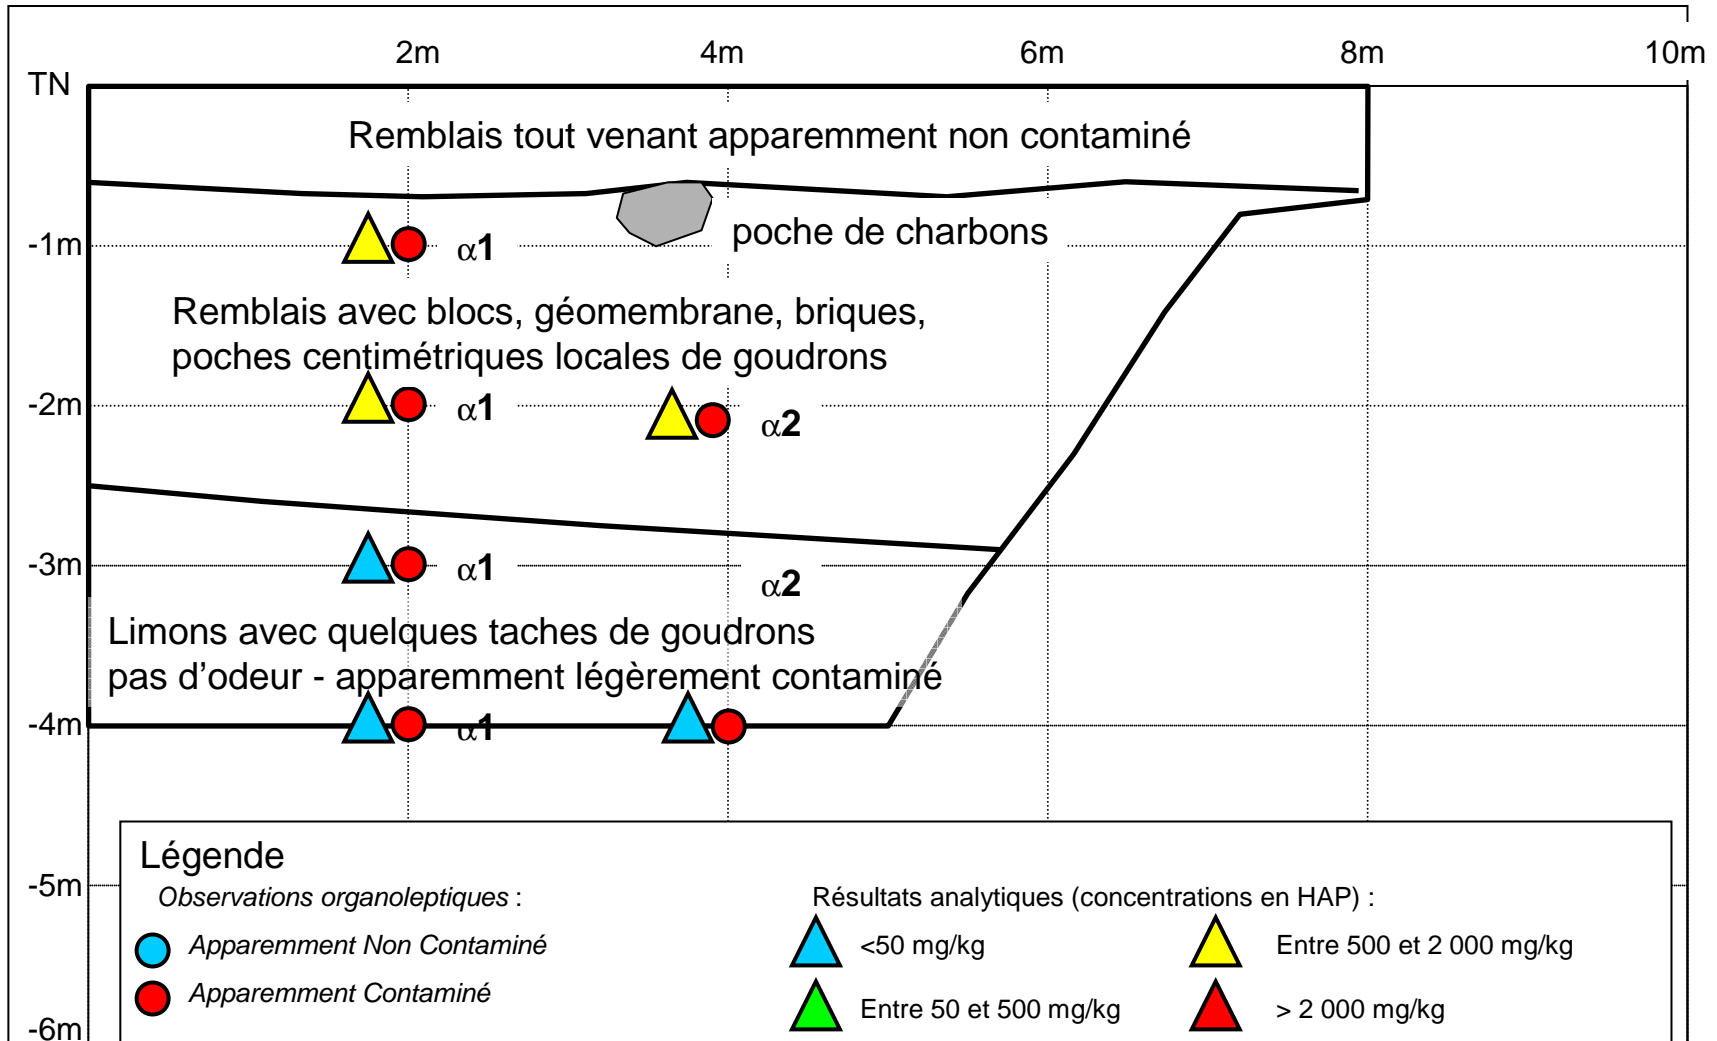 2m 4m 6m 8m 10m
TN
Remblais tout venant apparemment non contaminé
poche de charbons
-1m
α1
Remblais avec blocs, géomembrane, briques,
poches centimétriques locales de goudrons
-2m
α1
α2
-3m
α1
α2
Limons avec quelques taches de goudrons
pas d’odeur - apparemment légèrement contaminé
-4m
α1
Légende
-5m
Observations organoleptiques :
Résultats analytiques (concentrations en HAP) :
Apparemment Non Contaminé
<50 mg/kg
Entre 500 et 2 000 mg/kg
Apparemment Contaminé
Entre 50 et 500 mg/kg
> 2 000 mg/kg
-6m